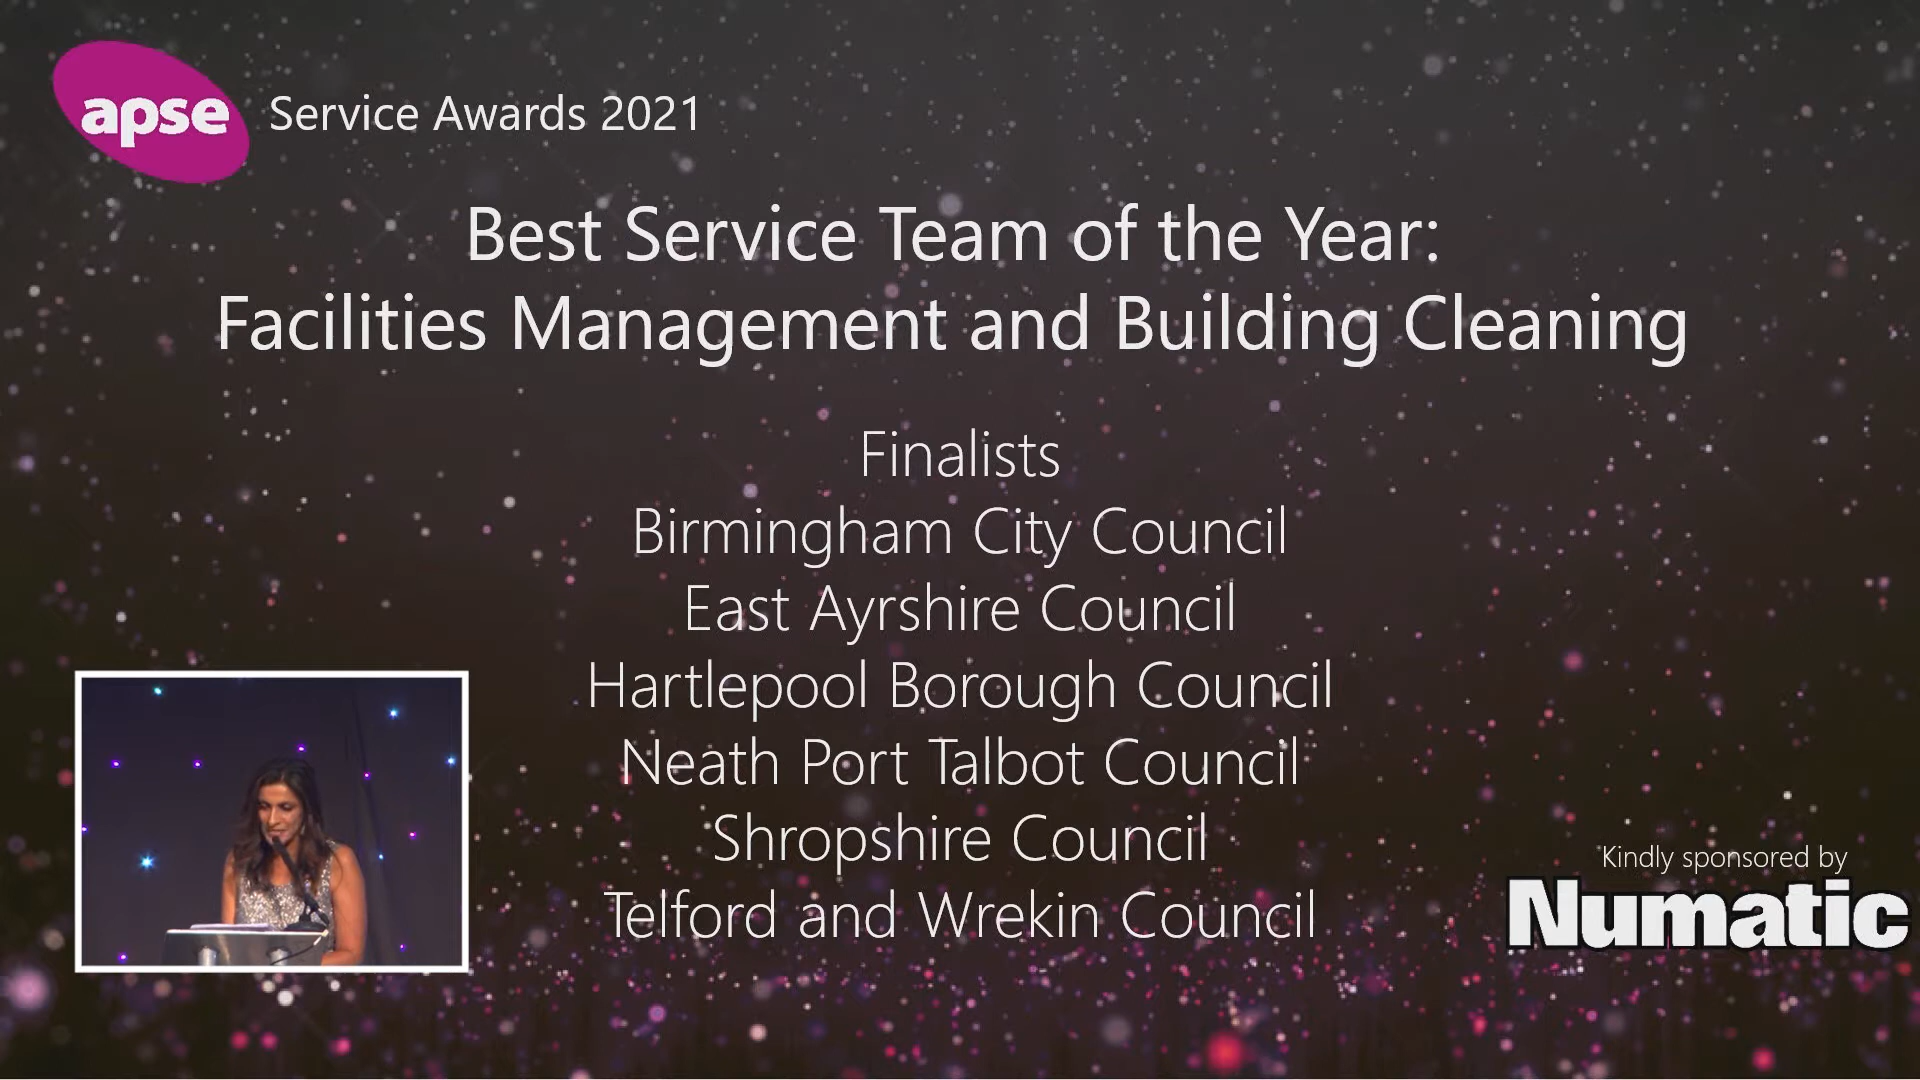 apse Service Awards 2021
Best Service Team of the Year:
Facilities Management and Building Cleaning
Finalists
Birmingham City Council
East Ayrshire Council
Hartlepool Borough Council
Neath Port Talbot Council
Shropshire Council
Telford and Wrekin Council
Kindly sponsored by
Numatic